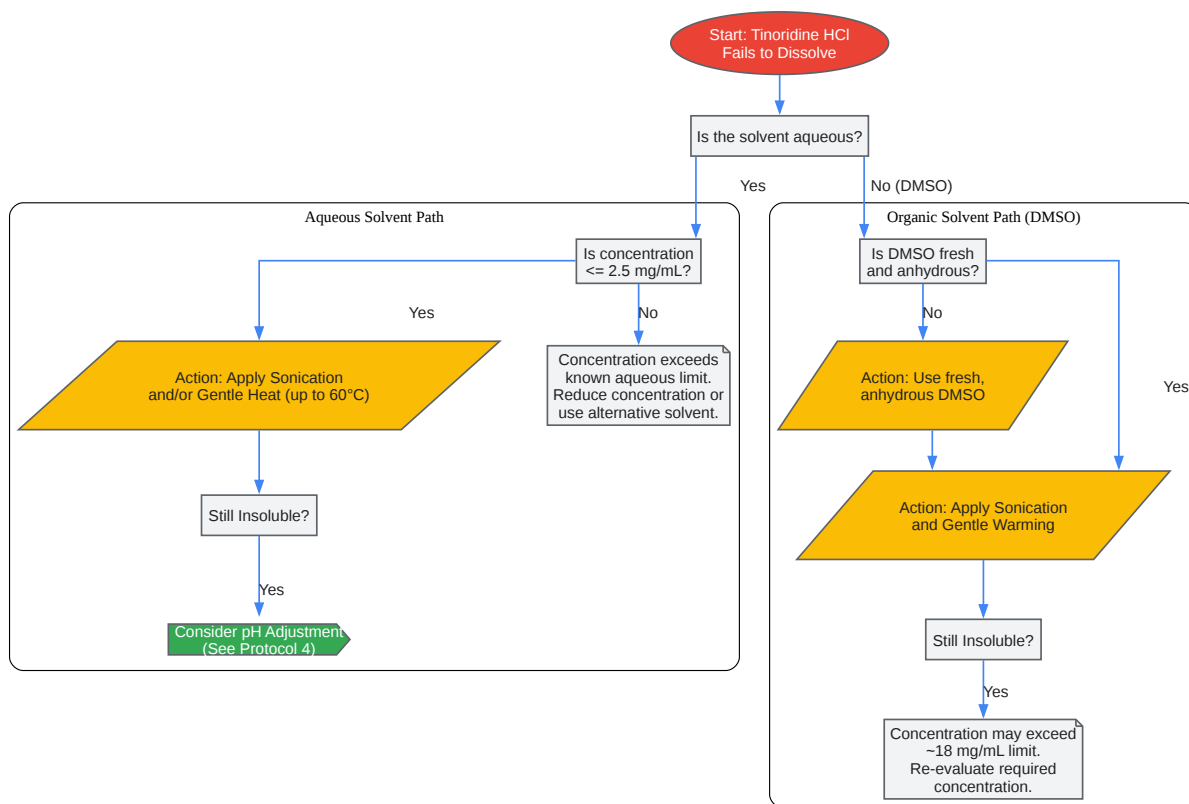 Start: Tinoridine HCl
Fails to Dissolve
Is the solvent aqueous?
Yes
No (DMSO)
Aqueous Solvent Path
Is concentration
<= 2.5 mg/mL?
Yes
No
Action: Apply Sonication
and/or Gentle Heat (up to 60°C)
Concentration exceeds
known aqueous limit.
Reduce concentration or
use alternative solvent.
Still Insoluble?
Yes
Consider pH Adjustment
(See Protocol 4)
Organic Solvent Path (DMSO)
Is DMSO fresh
and anhydrous?
No
Yes
Action: Use fresh,
anhydrous DMSO
Action: Apply Sonication
and Gentle Warming
Still Insoluble?
Yes
Concentration may exceed
~18 mg/mL limit.
Re-evaluate required
concentration.